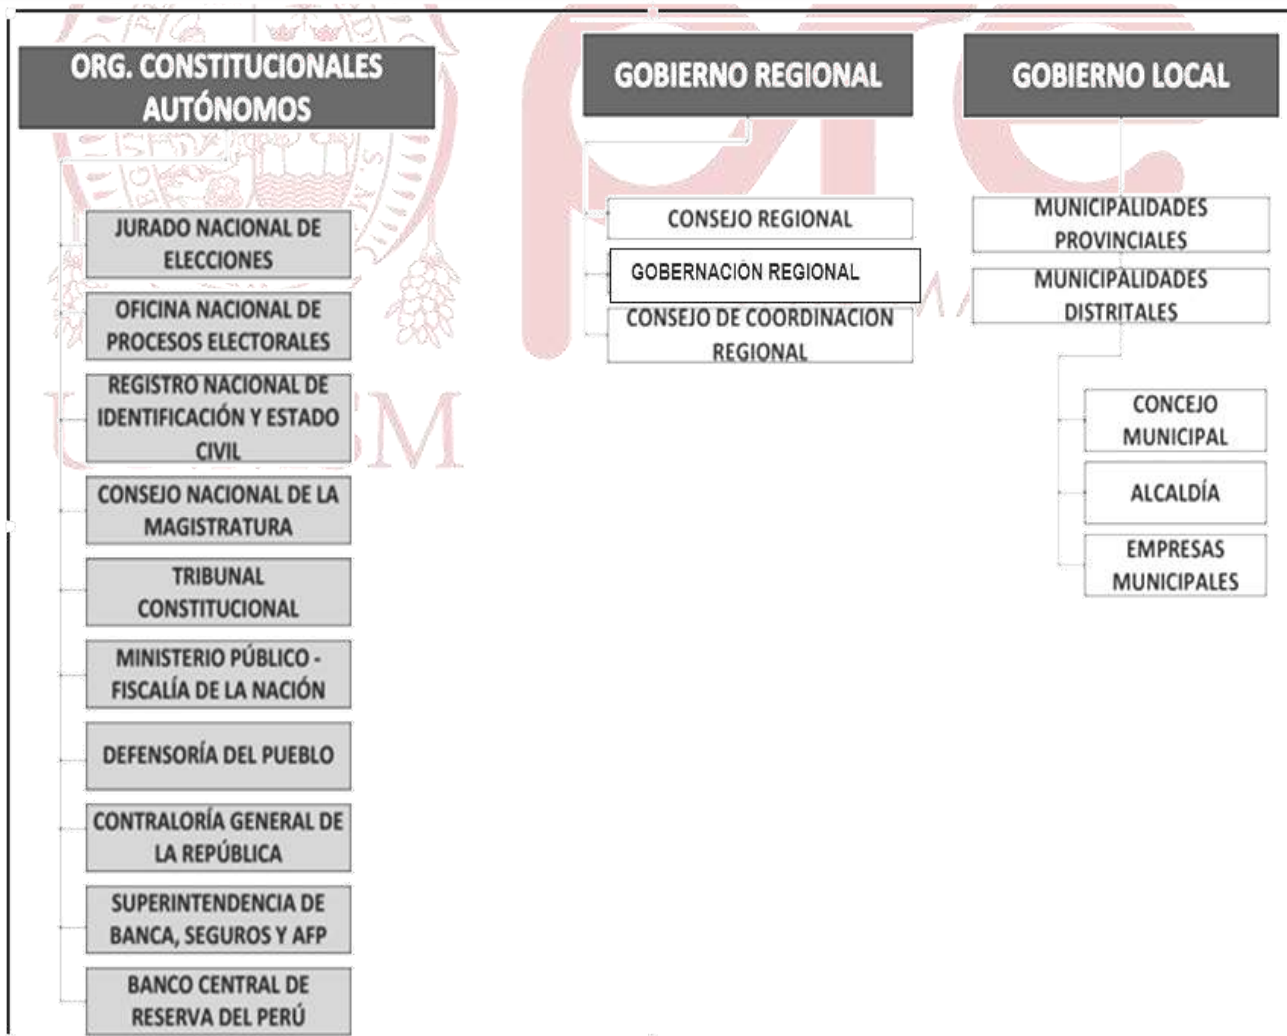 ORG. CONSTITUCIONALES
AUTÓNOMOS
JURADO NACIONAL DE
ELECCIONES
OFICINA NACIONAL DE
PROCESOS ELECTORALES
REGISTRO NACIONAL DE
IDENTIFICACIÓN Y ESTADO
CIVIL
CONSEJO NACIONAL DE LA
MAGISTRATURA
TRIBUNAL
CONSTITUCIONAL
MINISTERIO PÚBLICO -
FISCALÍA DE LA NACIÓN
DEFENSORÍA DEL PUEBLO
CONTRALORÍA GENERAL DE
LA REPÚBLICA
SUPERINTENDENCIA DE
BANCA, SEGUROS Y AFP
BANCO CENTRAL DE
RESERVA DEL PERÚ
GOBIERNO REGIONAL
CONSEJO REGIONAL
GOBERNACIÓN REGIONAL
CONSEJO DE COORDINACION
REGIONAL
GOBIERNO LOCAL
MUNICIPALIDADES
PROVINCIALES
MUNICIPALIDADES
DISTRITALES
CONCEJO
MUNICIPAL
ALCALDÍA
EMPRESAS
MUNICIPALES
pre